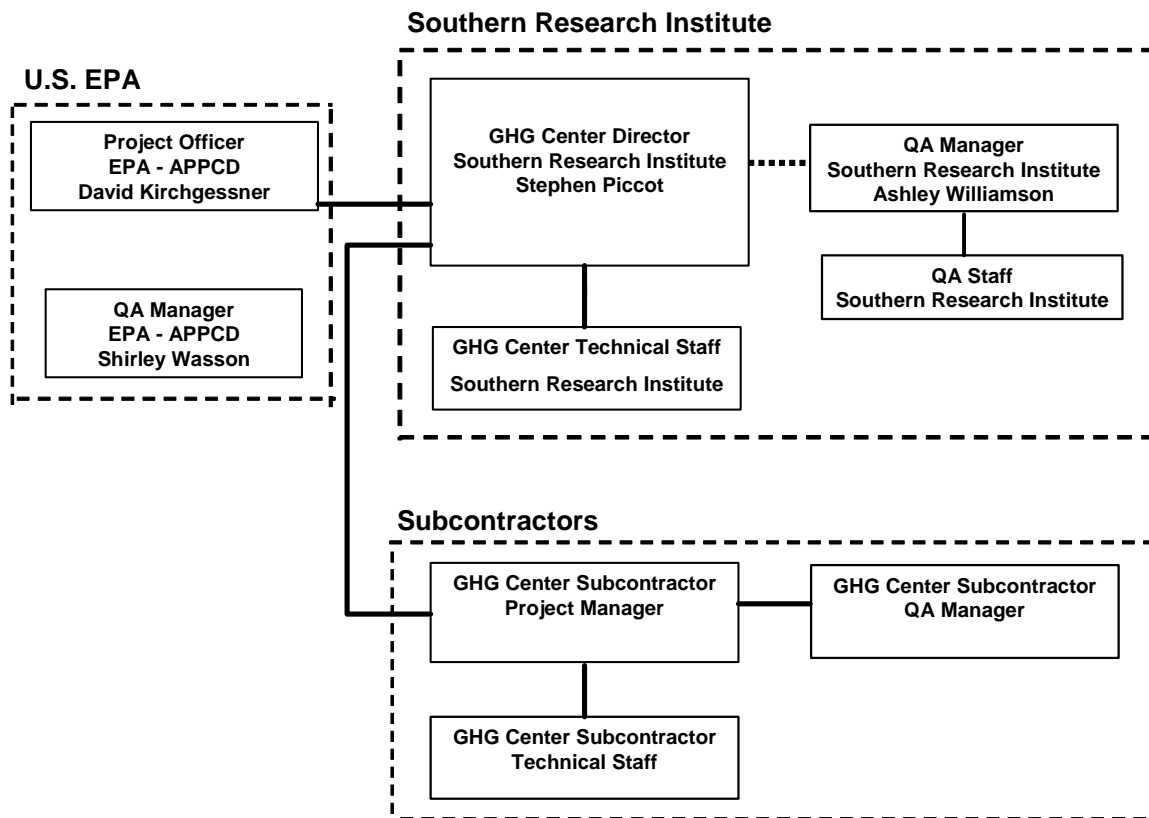 Southern Research Institute
U.S. EPA
Project Officer
EPA - APPCD
David Kirchgessner
QA Manager
EPA - APPCD
Shirley Wasson
GHG Center Director
Southern Research Institute
Stephen Piccot
QA Manager
Southern Research Institute
Ashley Williamson
QA Staff
Southern Research Institute
GHG Center Technical Staff
Southern Research Institute
Subcontractors
GHG Center Subcontractor
Project Manager
GHG Center Subcontractor
QA Manager
GHG Center Subcontractor
Technical Staff